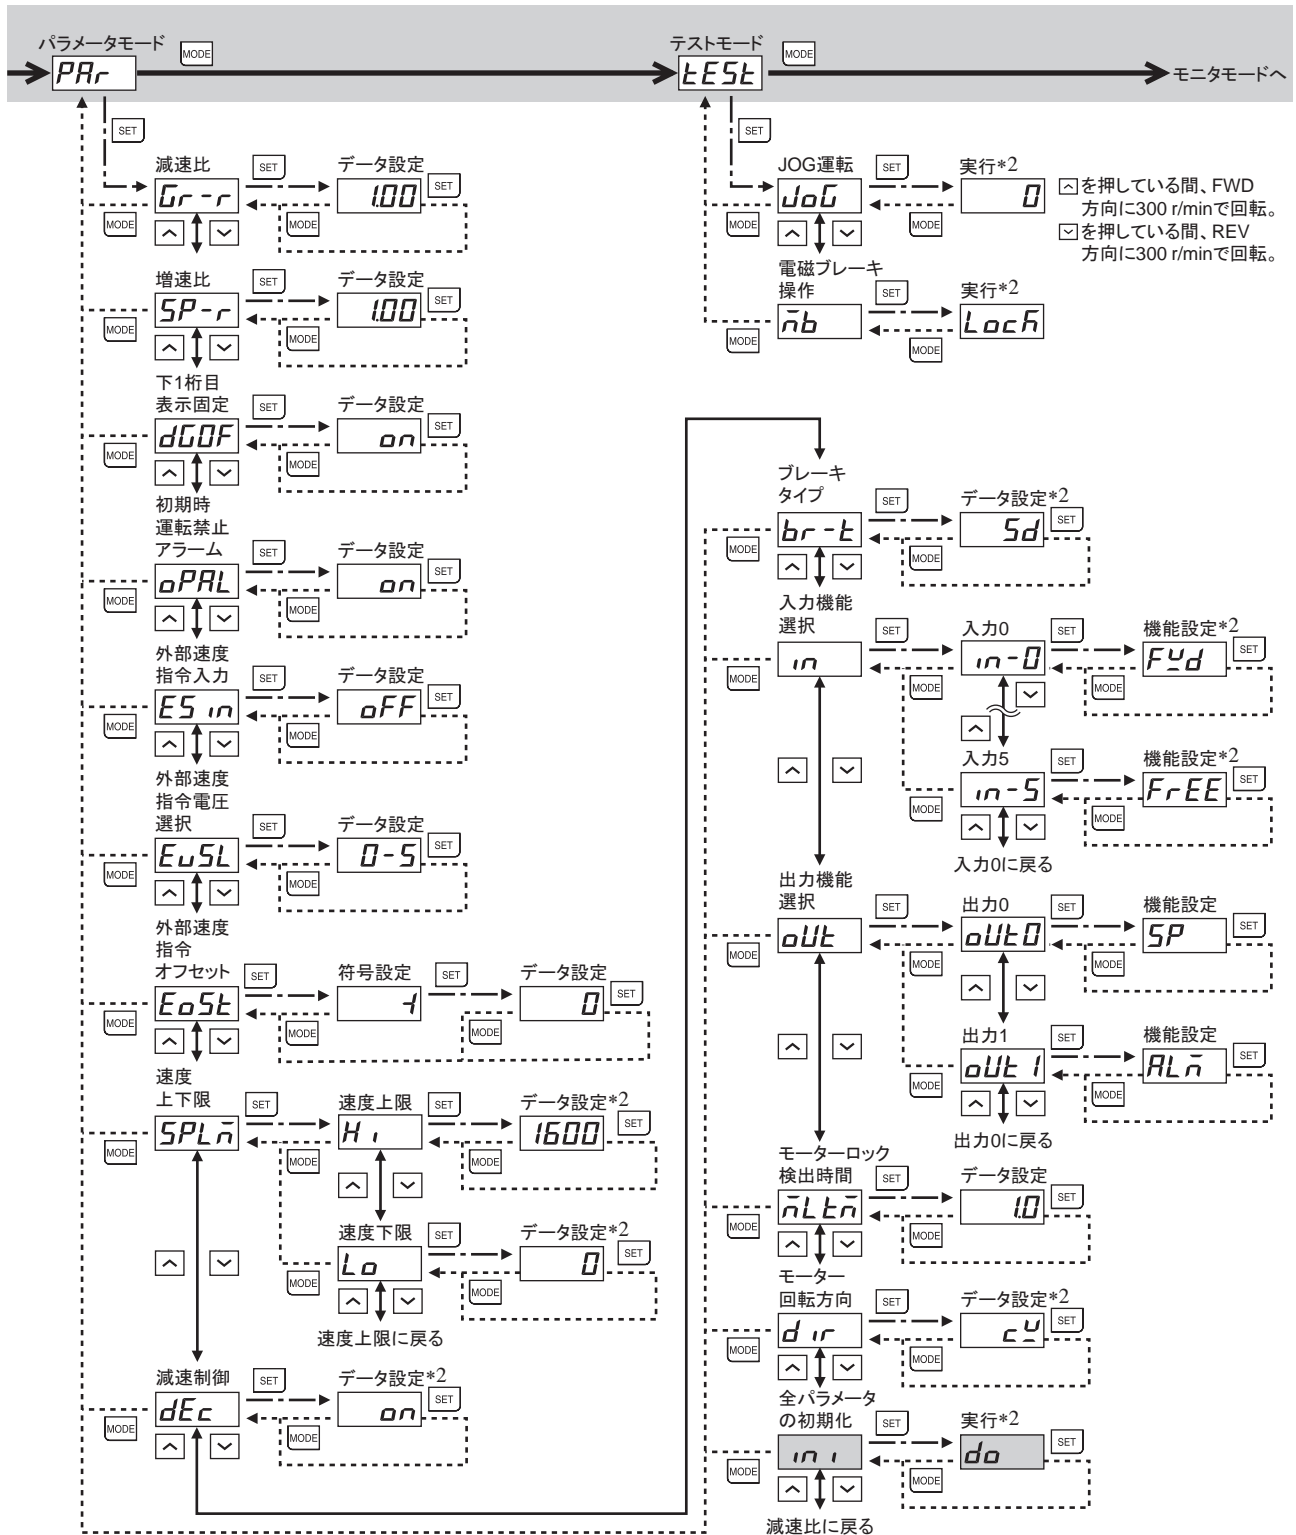 パラメータモード
MODE
PAr
テストモード
MODE
tESt
モニタモードへ
SET
減速比
SET
データ設定
Gr-r
1.00
SET
MODE
MODE
増速比
SET
データ設定
SP-r
1.00
SET
MODE
MODE
下1桁目
表示固定
SET
データ設定
dGOF
on
SET
MODE
MODE
初期時
運転禁止
アラーム
SET
データ設定
oPAL
on
SET
MODE
MODE
外部速度
指令入力
SET
データ設定
ESin
oFF
SET
MODE
MODE
外部速度
指令電圧
選択
SET
データ設定
EvSL
0-5
SET
MODE
MODE
外部速度
指令
オフセット
SET
符号設定
SET
データ設定
EoSt
0
SET
MODE
MODE
MODE
速度
上下限
SET
速度上限
SET
データ設定*2
SPLm
Hi
1600
SET
MODE
MODE
MODE
速度下限
SET
データ設定*2
Lo
0
SET
MODE
MODE
速度上限に戻る
減速制御
SET
データ設定*2
dEc
on
SET
MODE
MODE
SET
JOG運転
SET
実行*2
JoG
0
MODE
MODE
を押している間、FWD
方向に300 r/minで回転。
を押している間、REV
方向に300 r/minで回転。
電磁ブレーキ
操作
SET
実行*2
mb
Lock
MODE
MODE
ブレーキ
タイプ
SET
データ設定*2
br-t
Sd
SET
MODE
MODE
入力機能
選択
SET
入力0
SET
機能設定*2
in
in-0
Fwd
SET
MODE
MODE
MODE
入力5
SET
機能設定*2
in-5
FrEE
SET
MODE
MODE
入力0に戻る
出力機能
選択
SET
出力0
SET
機能設定
oUt
oUt0
SP
SET
MODE
MODE
MODE
出力1
SET
機能設定
oUt1
ALm
SET
MODE
MODE
出力0に戻る
モーターロック
検出時間
SET
データ設定
mLtm
1.0
SET
MODE
MODE
モーター
回転方向
SET
データ設定*2
dir
cw
SET
MODE
MODE
全パラメータ
の初期化
SET
実行*2
ini
do
SET
MODE
MODE
減速比に戻る